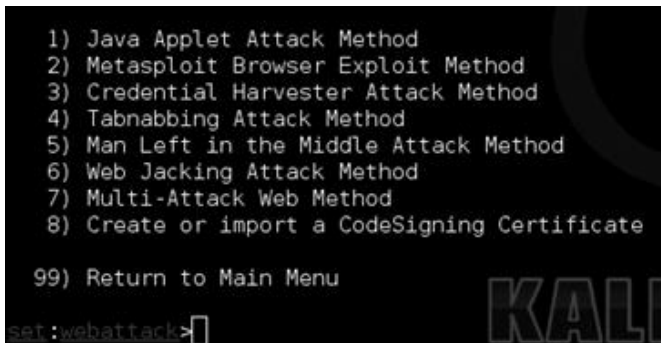 1) Java Applet Attack Method
2) Metasploit Browser Exploit Method
3) Credential Harvester Attack Method
4) Tabnabbing Attack Method
5) Man Left in the Middle Attack Method
6) Web Jacking Attack Method
7) Multi-Attack Web Method
8) Create or import a CodeSigning Certificate
99) Return to Main Menu
KALI
set:webattack>